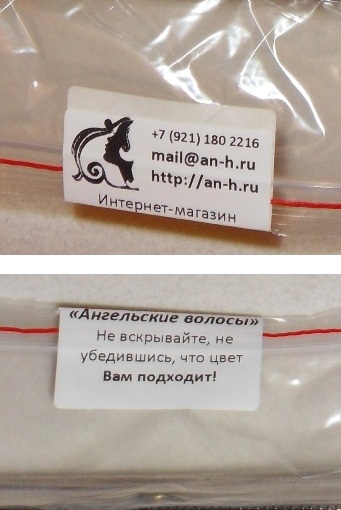 +7 (921) 180 2216
mail@an-h.ru
http://an-h.ru
Интернет-магазин
«Ангельские волосы»
Не вскрывайте, не
убедившись, что цвет
Вам подходит!